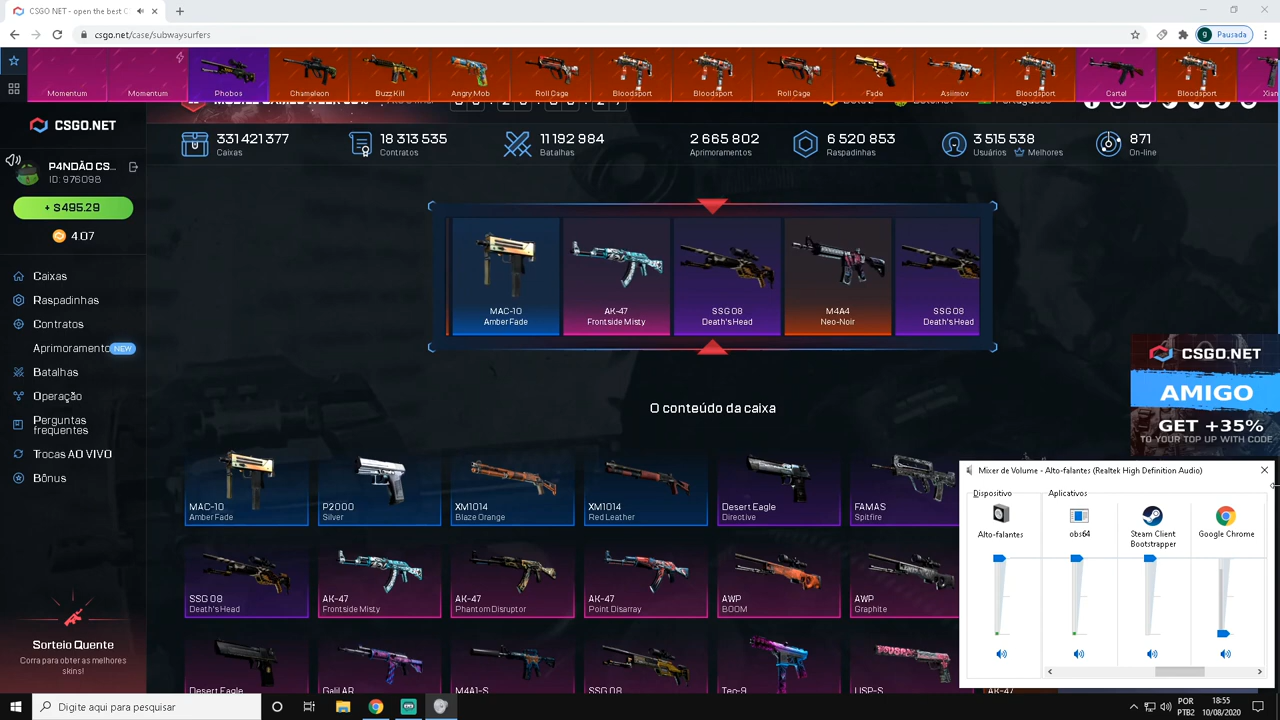 CSGO NET - open the best C
csgo.net/case/subwaysurfers
g Pausada
Momentum
Momentum
Phobos
Chameleon
Buzz Kill
Angry Mob
Roll Cage
Bloodsport
Bloodsport
Roll Cage
Fade
Asiimov
Bloodsport
Cartel
Bloodsport
CSGO.NET
331 421 377
Caixas
18 313 535
Contratos
11 192 984
Batalhas
2 665 802
Aprimoramentos
6 520 853
Raspadinhas
3 515 538
Usuários Melhores
871
On-line
P4NDÃO CS...
ID: 976098
+ $495.29
4.07
Caixas
Raspadinhas
Contratos
Aprimoramento NEW
Batalhas
Operação
Perguntas
frequentes
Trocas AO VIVO
Bônus
Sorteio Quente
Corra para obter as melhores
skins!
MAC-10
Amber Fade
AK-47
Frontside Misty
SSG 08
Death's Head
M4A4
Neo-Noir
SSG 08
Death's Head
O conteúdo da caixa
MAC-10
Amber Fade
P2000
Silver
XM1014
Blaze Orange
XM1014
Red Leather
Desert Eagle
Directive
FAMAS
Spitfire
SSG 08
Death's Head
AK-47
Frontside Misty
AK-47
Phantom Disruptor
AK-47
Point Disarray
AWP
BOOM
AWP
Graphite
Desert Eagle
Galil AR
M4A1-S
SSG 08
Tec-9
USP-S
AK-47
CSGO.NET
AMIGO
GET +35%
TO YOUR TOP UP WITH CODE
Mixer de Volume - Alto-falantes (Realtek High Definition Audio)
Dispositivo
Aplicativos
Alto-falantes
obs64
Steam Client
Bootstrapper
Google Chrome
Digite aqui para pesquisar
POR
PTB2
18:55
10/08/2020